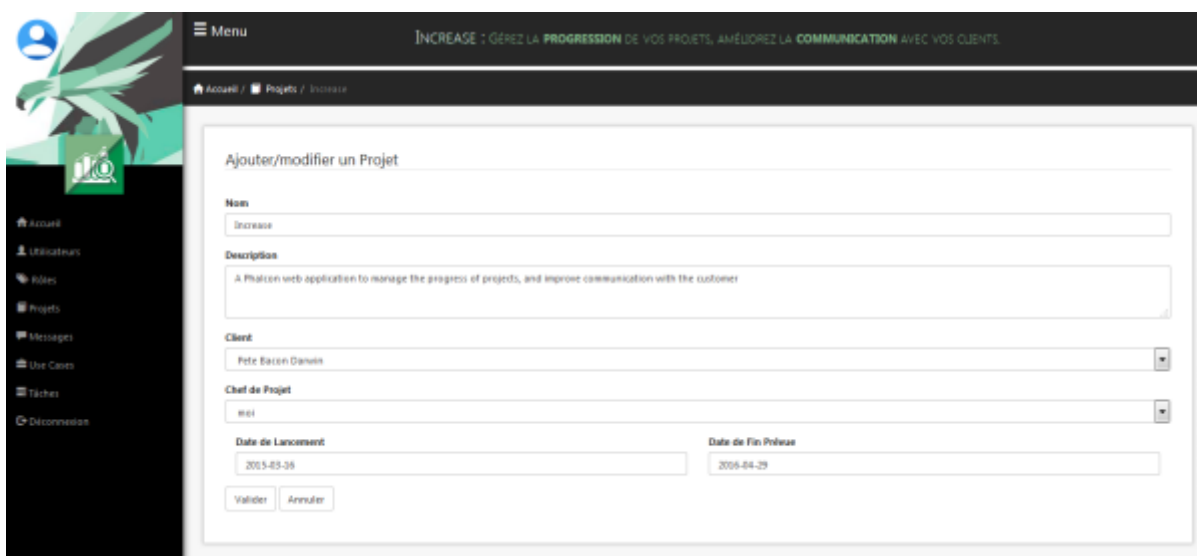 Menu
INCREASE : GÉREZ LA PROGRESSION DE VOS PROJETS, AMÉLIOREZ LA COMMUNICATION AVEC VOS CLIENTS.
Accueil / Projets / Increase
Accueil
Utilisateurs
Rôles
Projets
Messages
Use Cases
Tâches
Déconnexion
Ajouter/modifier un Projet
Nom
Increase
Description
A Phalcon web application to manage the progress of projects, and improve communication with the customer
Client
Pete Bacon Darwin
Chef de Projet
moi
Date de Lancement
Date de Fin Prévue
2015-03-16
2016-04-29
Valider
Annuler